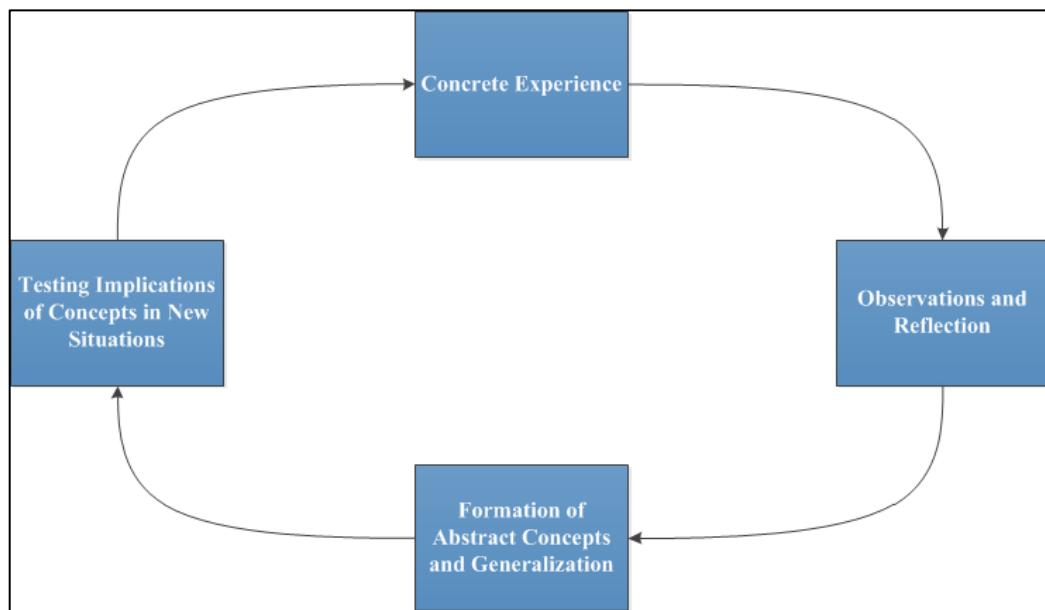 Concrete Experience
Observations and
Reflection
Formation of
Abstract Concepts
and Generalization
Testing Implications
of Concepts in New
Situations